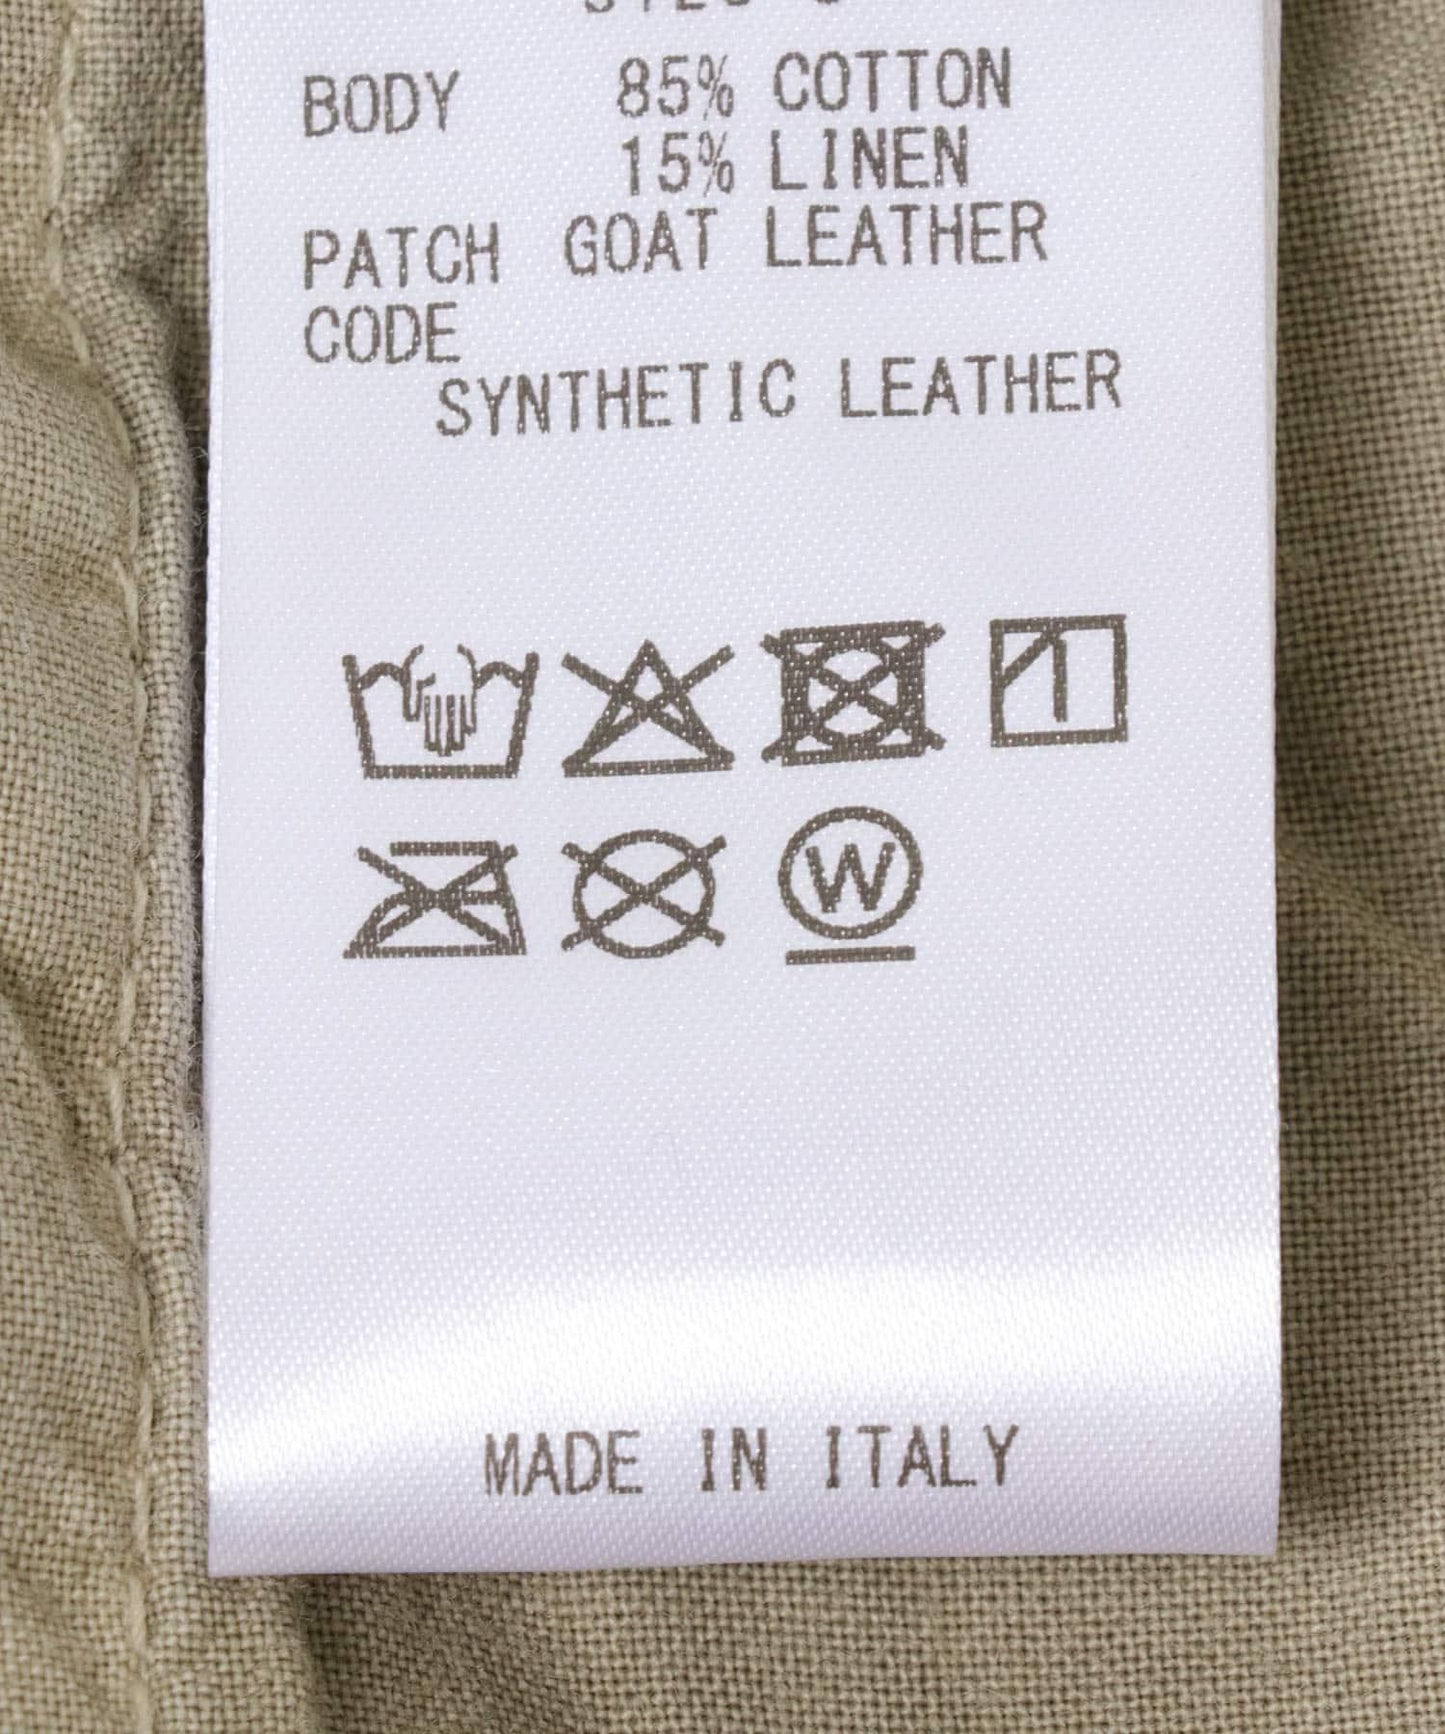 BODY 85% COTTON
15% LINEN
PATCH GOAT LEATHER
CODE
SYNTHETIC LEATHER
W
MADE IN ITALY